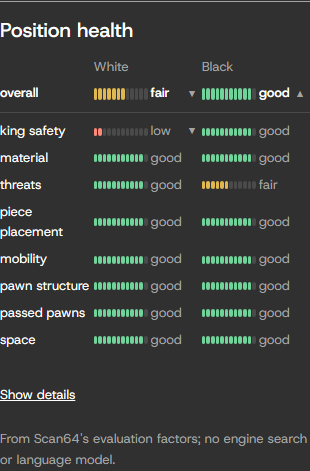 Position health
White Black
overall fair ▼ good ▲
king safety low ▼ good
material good good
threats good fair
piece
placement good good
mobility good good
pawn structure good good
passed pawns good good
space good good
Show details
From Scan64's evaluation factors; no engine search
or language model.